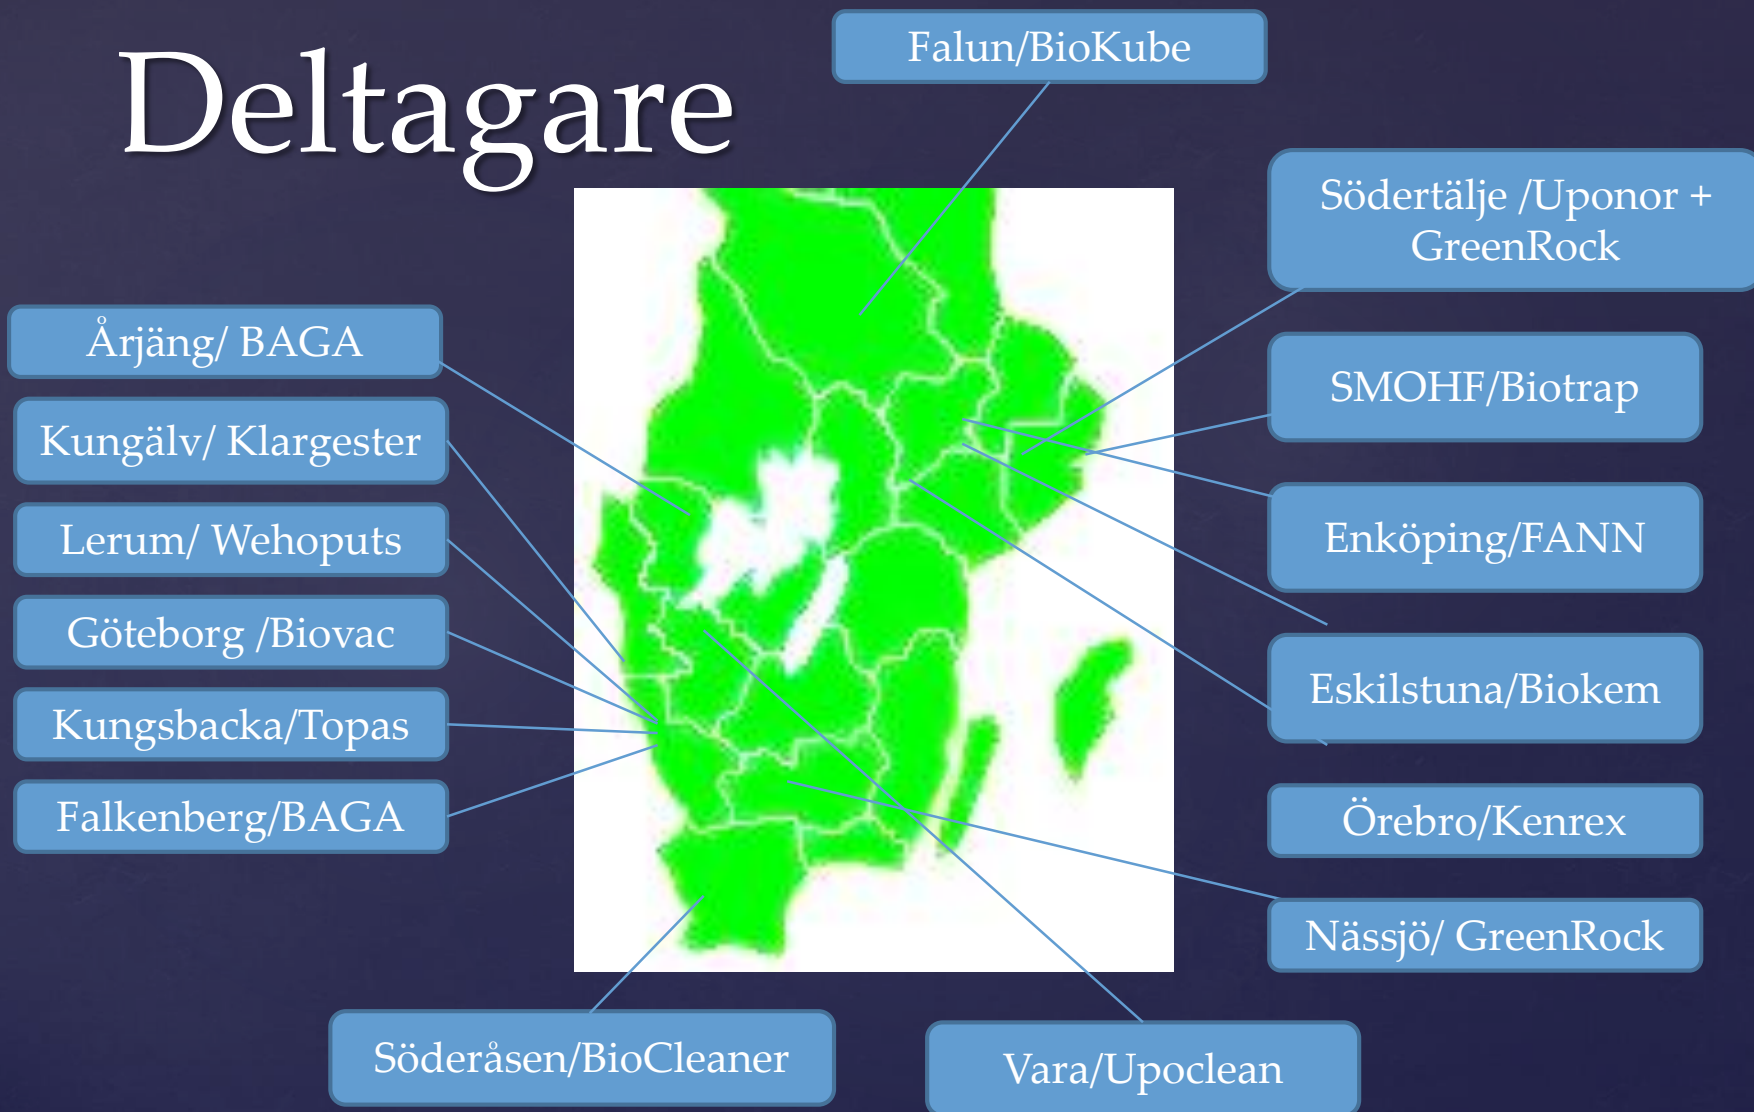 Deltagare
Falun/BioKube
Södertälje /Uponor +
GreenRock
Årjäng/ BAGA
SMOHF/Biotrap
Kungälv/ Klargester
Lerum/ Wehoputs
Enköping/FANN
Göteborg /Biovac
Eskilstuna/Biokem
Kungsbacka/Topas
Falkenberg/BAGA
Örebro/Kenrex
Nässjö/ GreenRock
Söderåsen/BioCleaner
Vara/Upoclean